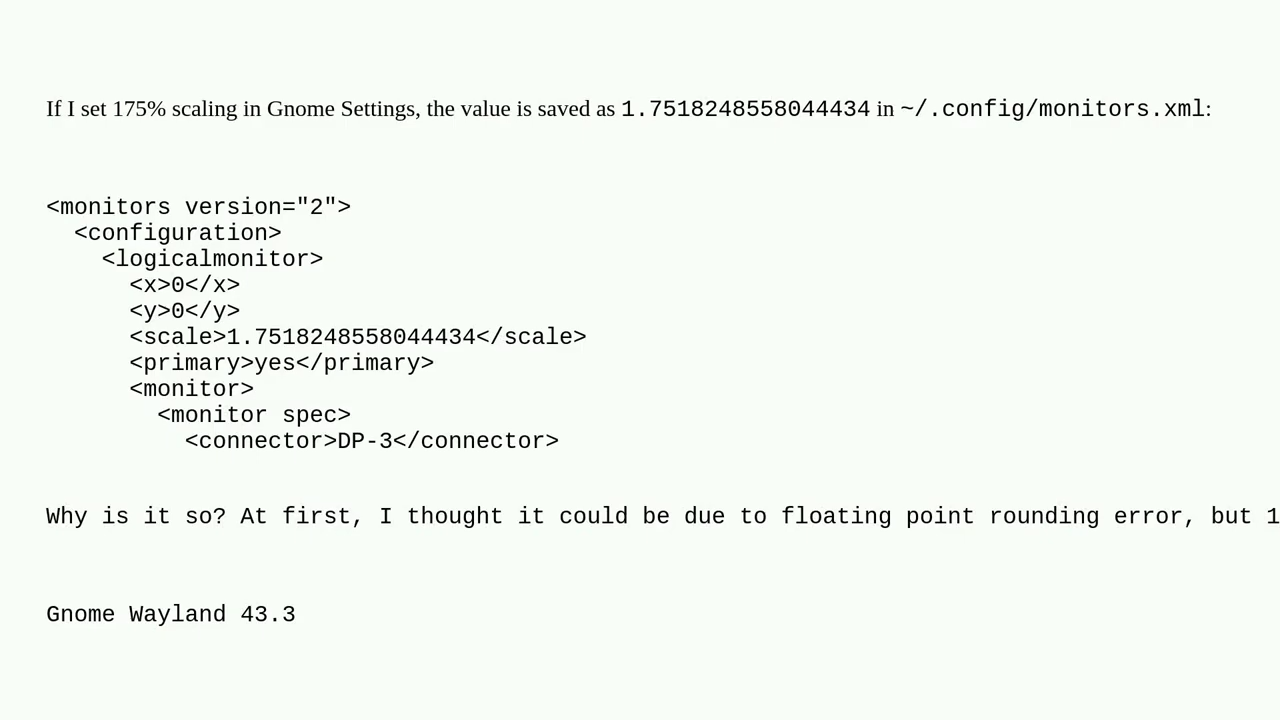 If I set 175% scaling in Gnome Settings, the value is saved as 1.7518248558044434 in ~/.config/monitors.xml:
<monitors version="2">
  <configuration>
    <logicalmonitor>
      <x>0</x>
      <y>0</y>
      <scale>1.7518248558044434</scale>
      <primary>yes</primary>
      <monitor>
        <monitor spec>
          <connector>DP-3</connector>
Why is it so? At first, I thought it could be due to floating point rounding error, but 1
Gnome Wayland 43.3